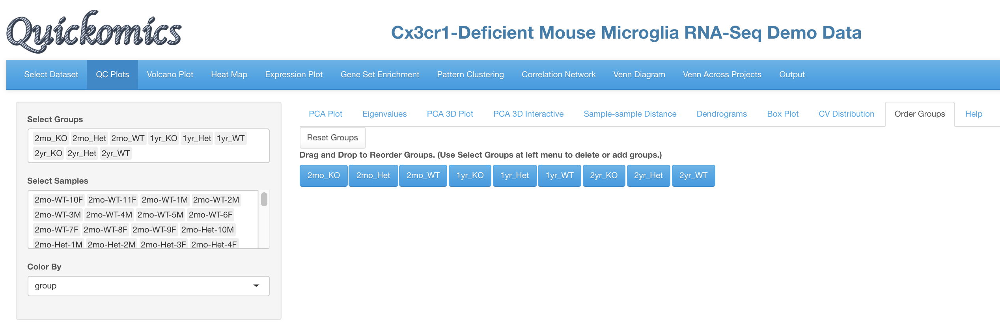 Quickomics
Cx3cr1-Deficient Mouse Microglia RNA-Seq Demo Data
Select Dataset QC Plots Volcano Plot Heat Map Expression Plot Gene Set Enrichment Pattern Clustering Correlation Network Venn Diagram Venn Across Projects Output
Select Groups
2mo_KO 2mo_Het 2mo_WT 1yr_KO 1yr_Het 1yr_WT
2yr_KO 2yr_Het 2yr_WT
Select Samples
2mo-WT-10F 2mo-WT-11F 2mo-WT-1M 2mo-WT-2M
2mo-WT-3M 2mo-WT-4M 2mo-WT-5M 2mo-WT-6F
2mo-WT-7F 2mo-WT-8F 2mo-WT-9F 2mo-Het-10M
2mo-Het-1M 2mo-Het-2M 2mo-Het-3F 2mo-Het-4F
Color By
group
PCA Plot Eigenvalues PCA 3D Plot PCA 3D Interactive Sample-sample Distance Dendrograms Box Plot CV Distribution Order Groups Help
Reset Groups
Drag and Drop to Reorder Groups. (Use Select Groups at left menu to delete or add groups.)
2mo_KO 2mo_Het 2mo_WT 1yr_KO 1yr_Het 1yr_WT 2yr_KO 2yr_Het 2yr_WT